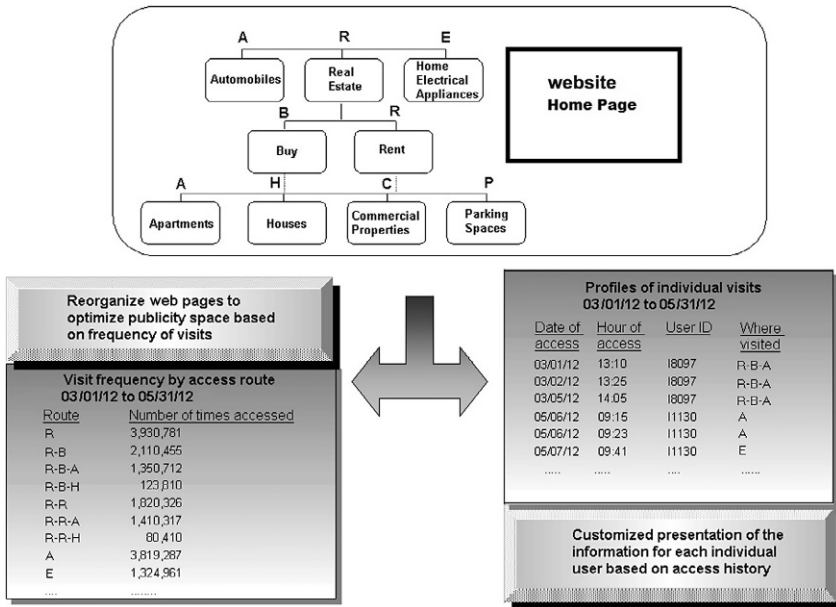 A R E
Automobiles
Real
Estate
Home
Electrical
Appliances
website
Home Page
B R
Buy
Rent
A H C P
Apartments
Houses
Commercial
Properties
Parking
Spaces
Reorganize web pages to
optimize publicity space based
on frequency of visits
Visit frequency by access route
03/01/12 to 05/31/12
Route Number of times accessed
R 3,930,781
R-B 2,110,455
R-B-A 1,350,712
R-B-H 123,810
R-R 1,820,326
R-R-A 1,410,317
R-R-H 80,410
A 3,819,287
E 1,324,961
.... ........
Profiles of individual visits
03/01/12 to 05/31/12
Date of Hour of User ID Where
access access visited
03/01/12 13:10 I8097 R-B-A
03/02/12 13:25 I8097 R-B-A
03/05/12 14:05 I8097 R-B-A
05/06/12 09:15 I1130 A
05/06/12 09:23 I1130 A
05/07/12 09:41 I1130 E
..... ..... .... ......
Customized presentation of the
information for each individual
user based on access history